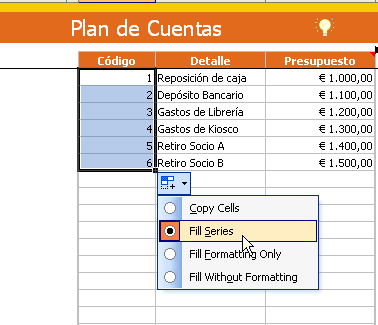 Plan de Cuentas
Código Detalle Presupuesto
1 Reposición de caja € 1.000,00
2 Depósito Bancario € 1.100,00
3 Gastos de Librería € 1.200,00
4 Gastos de Kiosco € 1.300,00
5 Retiro Socio A € 1.400,00
6 Retiro Socio B € 1.500,00
Copy Cells
Fill Series
Fill Formatting Only
Fill Without Formatting